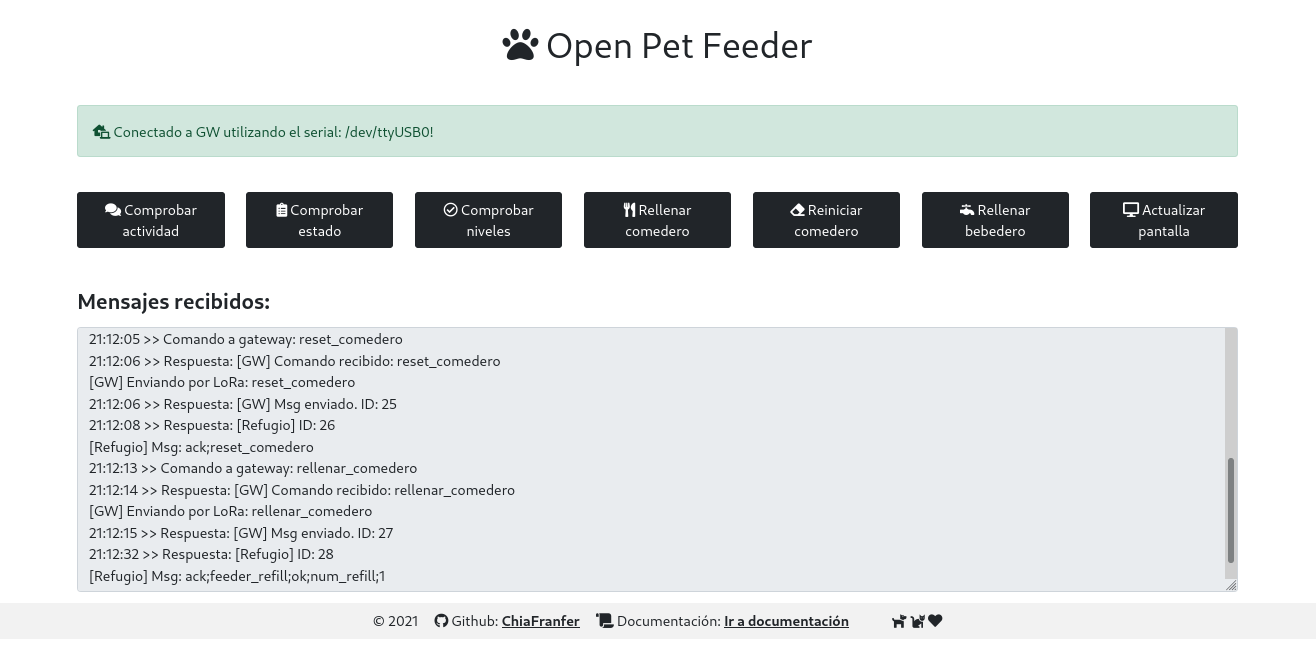 Open Pet Feeder
Conectado a GW utilizando el serial: /dev/ttyUSB0!
Comprobar actividad
Comprobar estado
Comprobar niveles
Rellenar comedero
Reiniciar comedero
Rellenar bebedero
Actualizar pantalla
Mensajes recibidos:
21:12:05 >> Comando a gateway: reset_comedero
21:12:06 >> Respuesta: [GW] Comando recibido: reset_comedero
[GW] Enviando por LoRa: reset_comedero
21:12:06 >> Respuesta: [GW] Msg enviado. ID: 25
21:12:08 >> Respuesta: [Refugio] ID: 26
[Refugio] Msg: ack;reset_comedero
21:12:13 >> Comando a gateway: rellenar_comedero
21:12:14 >> Respuesta: [GW] Comando recibido: rellenar_comedero
[GW] Enviando por LoRa: rellenar_comedero
21:12:15 >> Respuesta: [GW] Msg enviado. ID: 27
21:12:32 >> Respuesta: [Refugio] ID: 28
[Refugio] Msg: ack;feeder_refill;ok;num_refill;1
© 2021 Github: ChiaFranfer Documentación: Ir a documentación